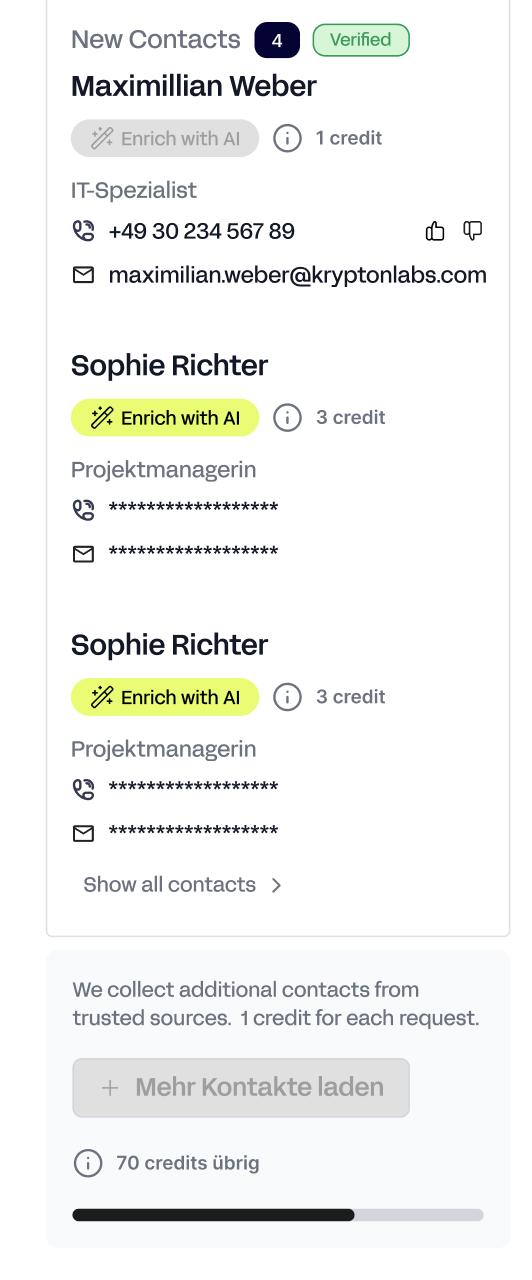 New Contacts 4 Verified
Maximillian Weber
Enrich with AI 1 credit
IT-Spezialist
+49 30 234 567 89
maximilian.weber@kryptonlabs.com
Sophie Richter
Enrich with AI 3 credit
Projektmanagerin
******************
******************
Sophie Richter
Enrich with AI 3 credit
Projektmanagerin
******************
******************
Show all contacts >
We collect additional contacts from
trusted sources. 1 credit for each request.
+ Mehr Kontakte laden
70 credits übrig